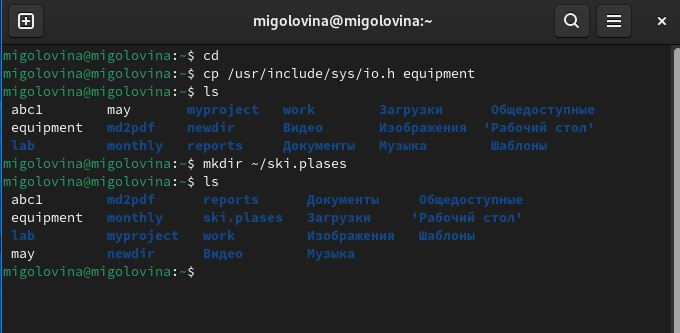 migolovina@migolovina:~
migolovina@migolovina:~$ cd
migolovina@migolovina:~$ cp /usr/include/sys/io.h equipment
migolovina@migolovina:~$ ls
abc1 may myproject work Загрузки Общедоступные
equipment md2pdf newdir Видео Изображения 'Рабочий стол'
lab monthly reports Документы Музыка Шаблоны
migolovina@migolovina:~$ mkdir ~/ski.plases
migolovina@migolovina:~$ ls
abc1 md2pdf reports Документы Общедоступные
equipment monthly ski.plases Загрузки 'Рабочий стол'
lab myproject work Изображения Шаблоны
may newdir Видео Музыка
migolovina@migolovina:~$